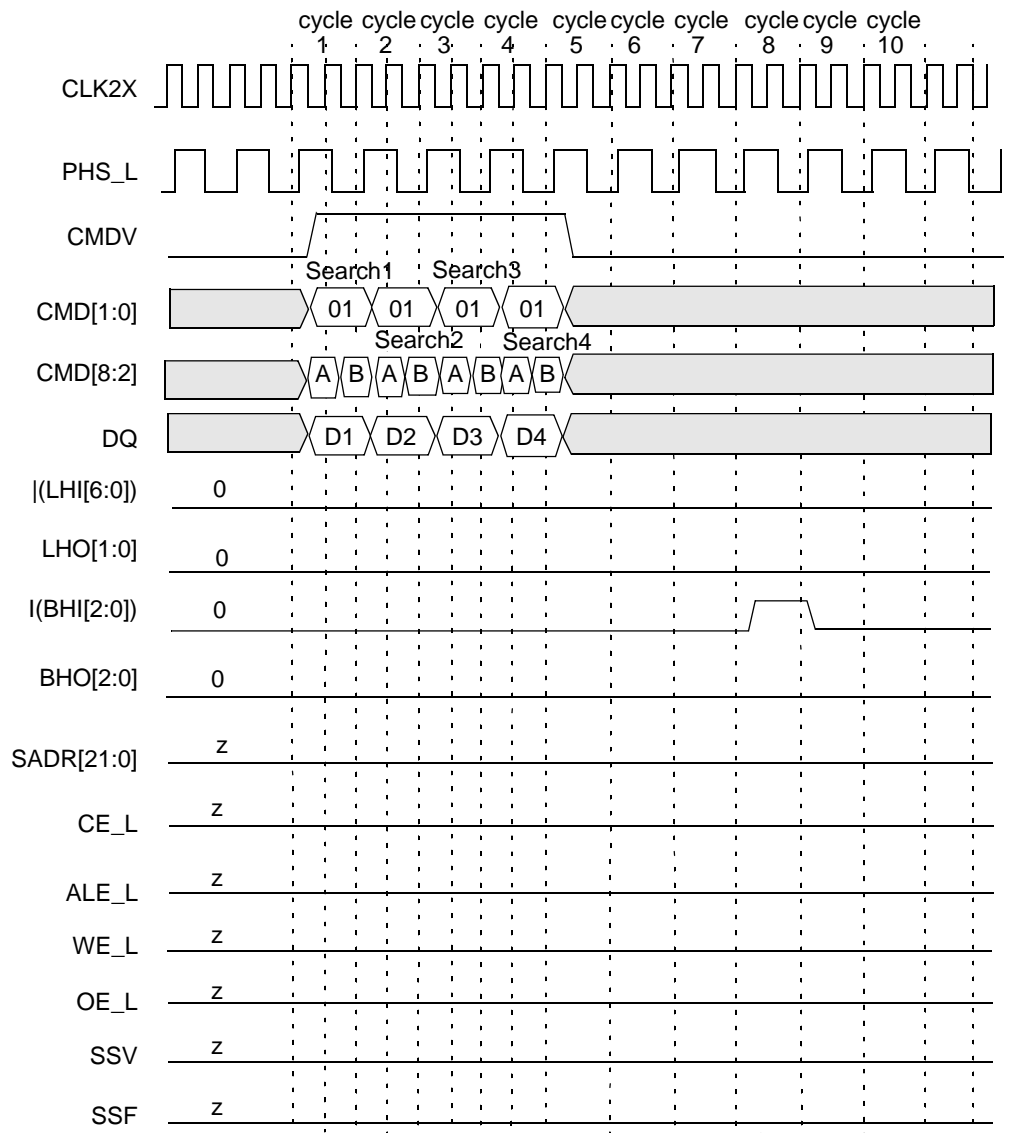 cycle cycle cycle cycle cycle cycle cycle cycle cycle cycle
1 2 3 4 5 6 7 8 9 10
CLK2X
PHS_L
CMDV
Search1 Search3
CMD[1:0] 01 01 01 01
Search2 Search4
CMD[8:2] A B A B A B A B
DQ D1 D2 D3 D4
|(LHI[6:0]) 0
LHO[1:0] 0
I(BHI[2:0]) 0
BHO[2:0] 0
SADR[21:0] z
CE_L z
ALE_L z
WE_L z
OE_L z
SSV z
SSF z